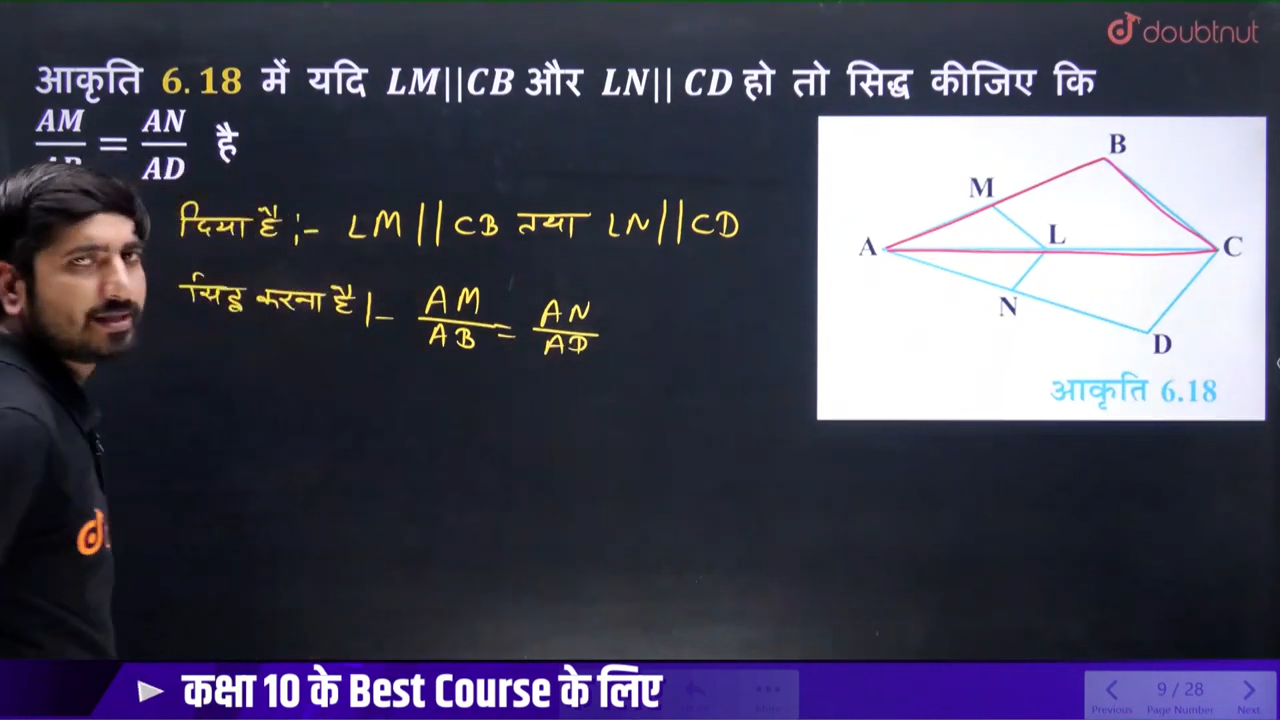 doubtnut
आकृति 6.18 में यदि LM||CB और LN|| CD हो तो सिद्ध कीजिए कि
AM/AB = AN/AD है
दिया है :- LM||CB तथा LN||CD
सिद्ध करना है |- AM/AB = AN/AD
B
M
A
L
C
N
D
आकृति 6.18
कक्षा 10 के Best Course के लिए
9 / 28
Previous Page Number Next